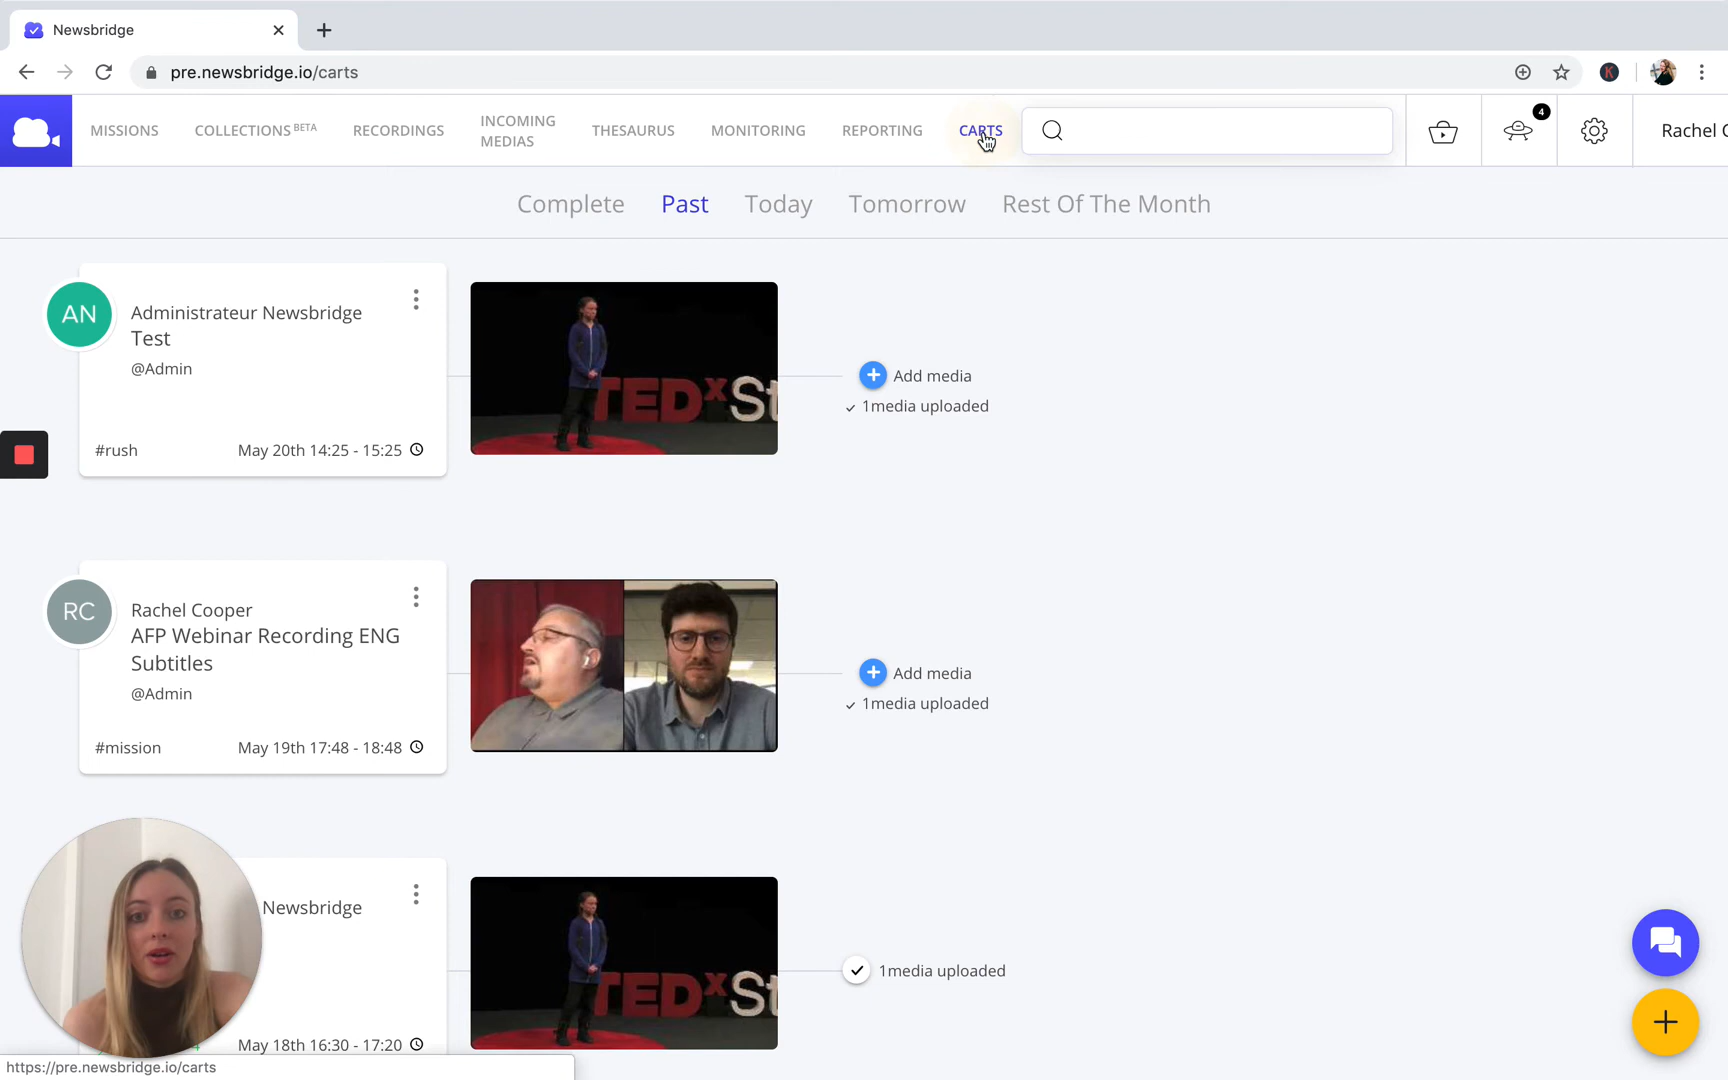 Newsbridge
pre.newsbridge.io/carts
K
MISSIONS
COLLECTIONS BETA
RECORDINGS
INCOMING
MEDIAS
THESAURUS
MONITORING
REPORTING
CARTS
4
Rachel
Complete
Past
Today
Tomorrow
Rest Of The Month
AN
Administrateur Newsbridge
Test
@Admin
#rush
May 20th 14:25 - 15:25
TEDxSt
Add media
1media uploaded
RC
Rachel Cooper
AFP Webinar Recording ENG
Subtitles
@Admin
#mission
May 19th 17:48 - 18:48
Add media
1media uploaded
Newsbridge
May 18th 16:30 - 17:20
TEDxSt
1media uploaded
https://pre.newsbridge.io/carts